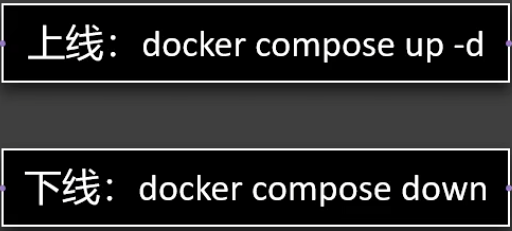 上线：docker compose up -d
下线：docker compose down